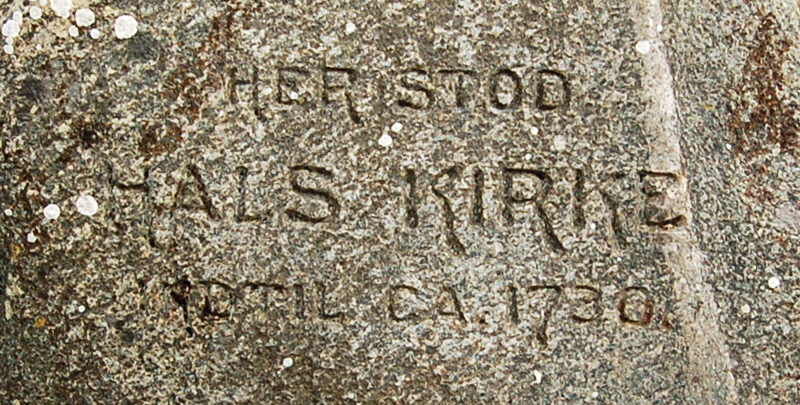 HER STOD
HALS KIRKE
INDTIL CA. 1730.